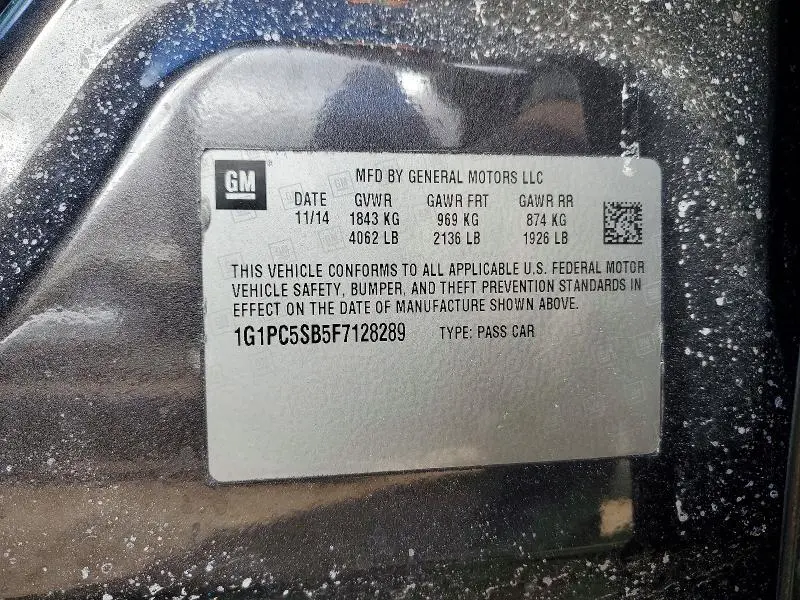 GM
MFD BY GENERAL MOTORS LLC
DATE GVWR GAWR FRT GAWR RR
11/14 1843 KG 969 KG 874 KG
4062 LB 2136 LB 1926 LB
THIS VEHICLE CONFORMS TO ALL APPLICABLE U.S. FEDERAL MOTOR
VEHICLE SAFETY, BUMPER, AND THEFT PREVENTION STANDARDS IN
EFFECT ON THE DATE OF MANUFACTURE SHOWN ABOVE.
1G1PC5SB5F7128289 TYPE: PASS CAR